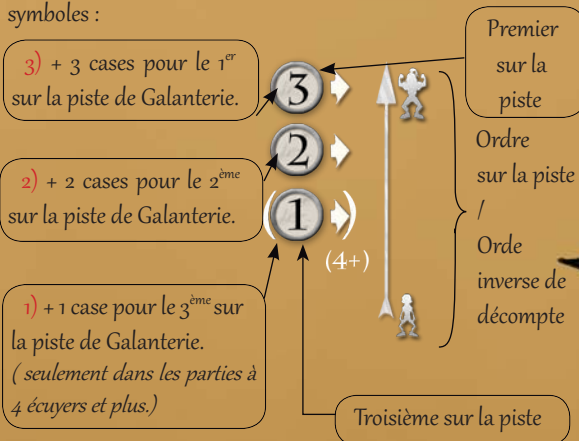 symboles :
3) + 3 cases pour le 1er
sur la piste de Galanterie.
2) + 2 cases pour le 2ème
sur la piste de Galanterie.
1) + 1 case pour le 3ème sur
la piste de Galanterie.
( seulement dans les parties à
4 écuyers et plus.)
3
2
(1)
(4+)
Premier
sur la
piste
Ordre
sur la piste
/
Orde
inverse de
décompte
Troisième sur la piste